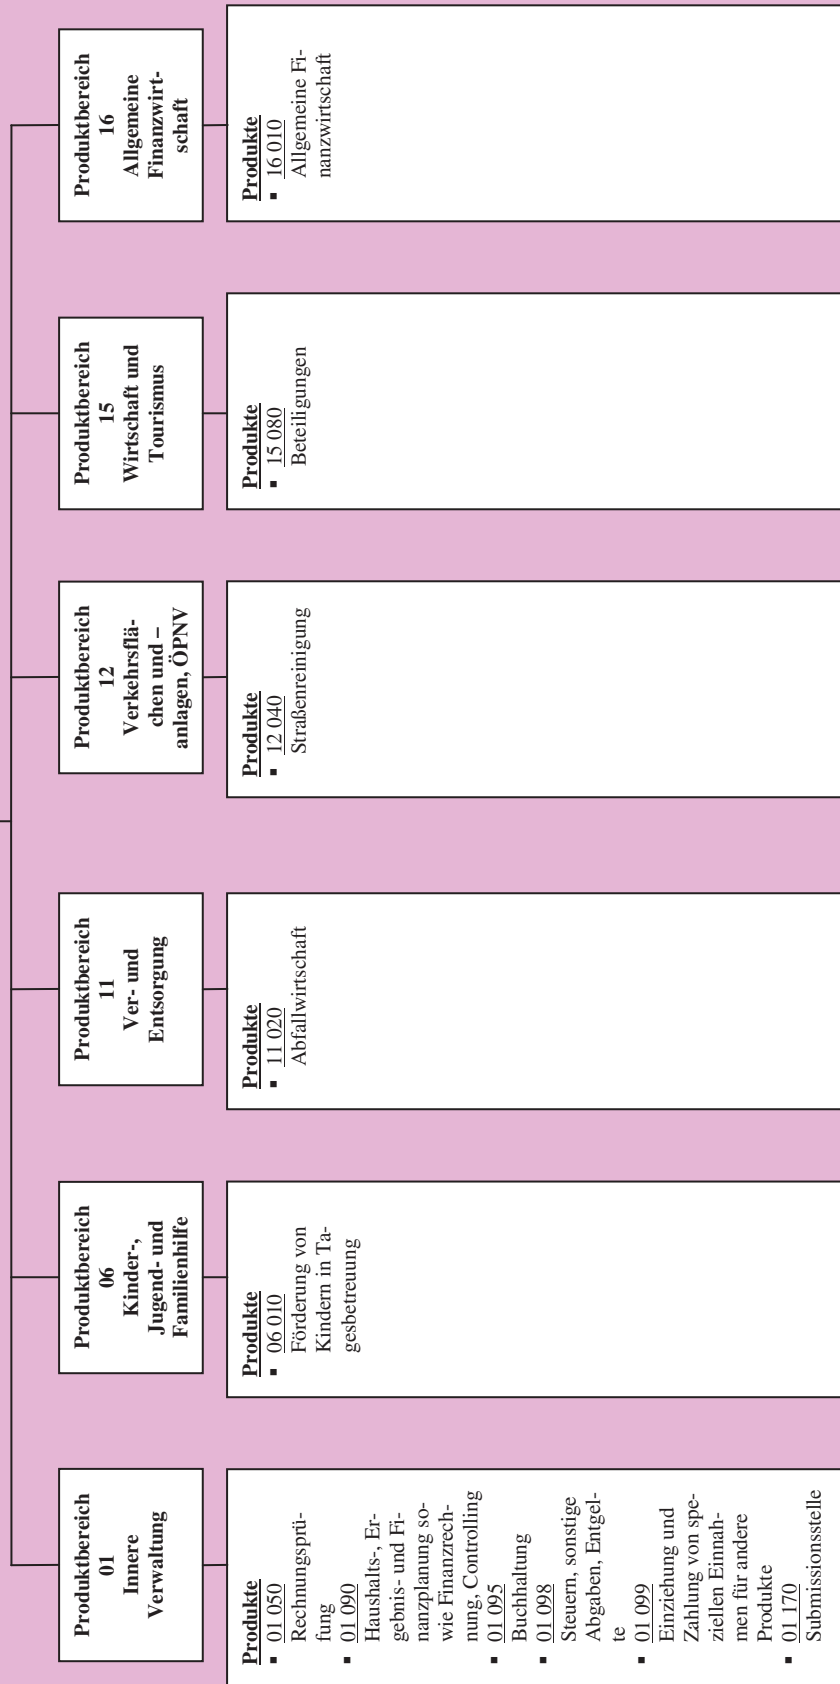 Produktbereich
01
Innere
Verwaltung
Produkte
▪ 01 050
Rechnungsprü-
fung
▪ 01 090
Haushalts-, Er-
gebnis- und Fi-
nanzplanung so-
wie Finanzrech-
nung, Controlling
▪ 01 095
Buchhaltung
▪ 01 098
Steuern, sonstige
Abgaben, Entgel-
te
▪ 01 099
Einziehung und
Zahlung von spe-
ziellen Einnah-
men für andere
Produkte
▪ 01 170
Submissionsstelle
Produktbereich
06
Kinder-,
Jugend- und
Familienhilfe
Produkte
▪ 06 010
Förderung von
Kindern in Ta-
gesbetreuung
Produktbereich
11
Ver- und
Entsorgung
Produkte
▪ 11 020
Abfallwirtschaft
Produktbereich
12
Verkehrsflä-
chen und –
anlagen, ÖPNV
Produkte
▪ 12 040
Straßenreinigung
Produktbereich
15
Wirtschaft und
Tourismus
Produkte
▪ 15 080
Beteiligungen
Produktbereich
16
Allgemeine
Finanzwirt-
schaft
Produkte
▪ 16 010
Allgemeine Fi-
nanzwirtschaft